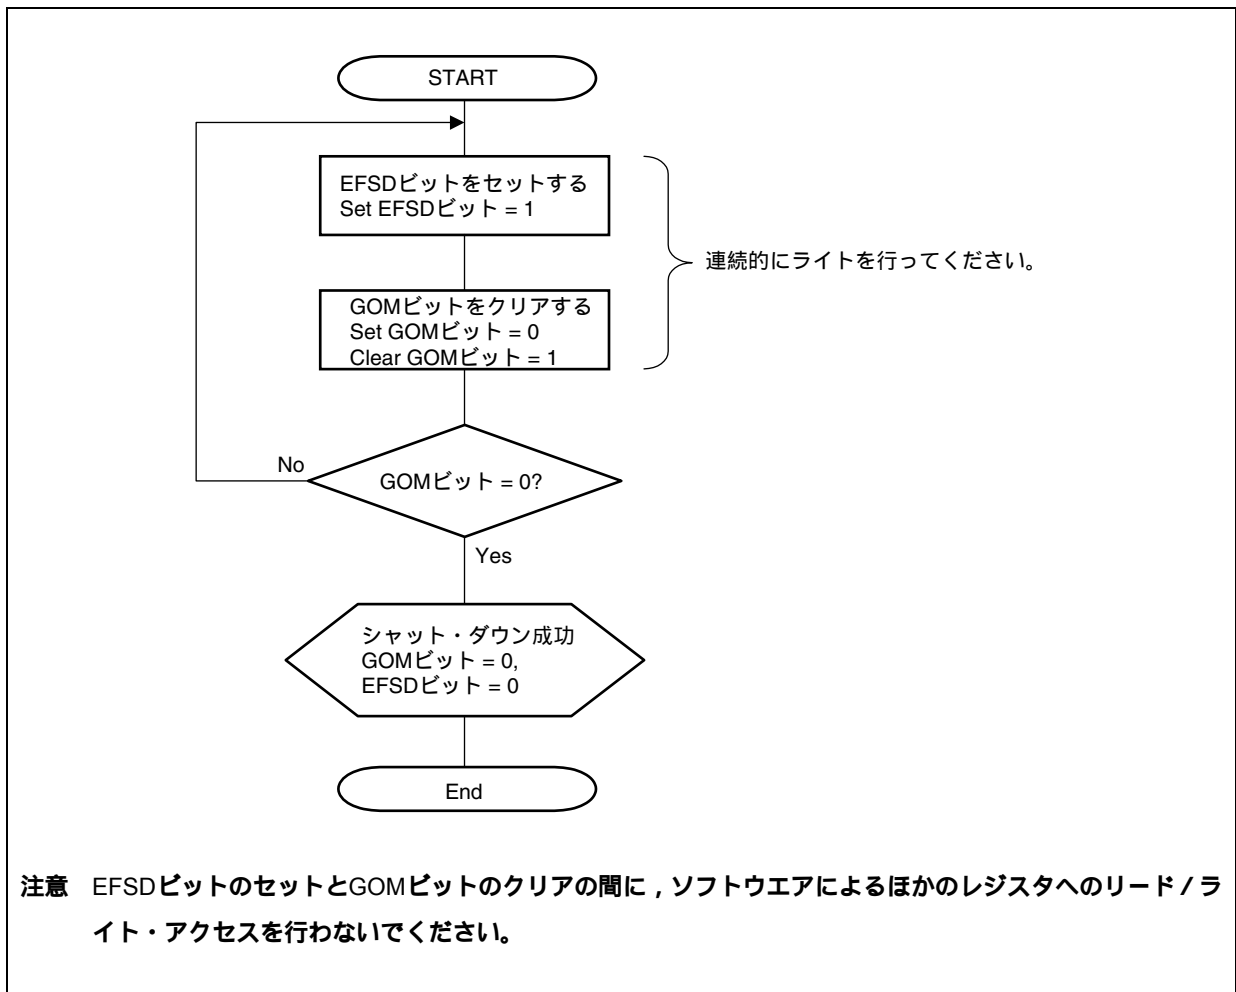 START
EFSDビットをセットする
Set EFSDビット = 1
連続的にライトを行ってください。
GOMビットをクリアする
Set GOMビット = 0
Clear GOMビット = 1
No
GOMビット = 0?
Yes
シャット・ダウン成功
GOMビット = 0,
EFSDビット = 0
End
注意 EFSDビットのセットとGOMビットのクリアの間に，ソフトウエアによるほかのレジスタへのリード／ラ
イト・アクセスを行わないでください。